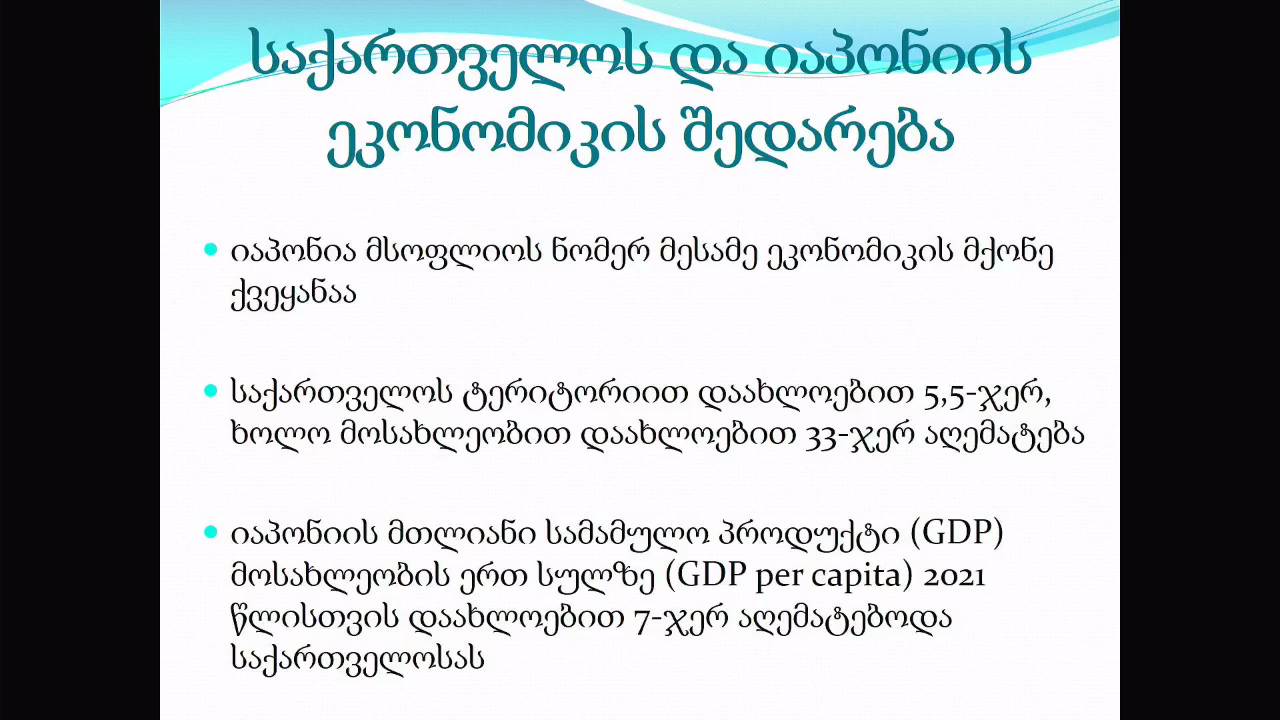 საქართველოს და იაპონიის
ეკონომიკის შედარება
იაპონია მსოფლიოს ნომერ მესამე ეკონომიკის მქონე
ქვეყანაა
საქართველოს ტერიტორიით დაახლოებით 5,5-ჯერ,
ხოლო მოსახლეობით დაახლოებით 33-ჯერ აღემატება
იაპონიის მთლიანი სამამულო პროდუქტი (GDP)
მოსახლეობის ერთ სულზე (GDP per capita) 2021
წლისთვის დაახლოებით 7-ჯერ აღემატებოდა
საქართველოსას